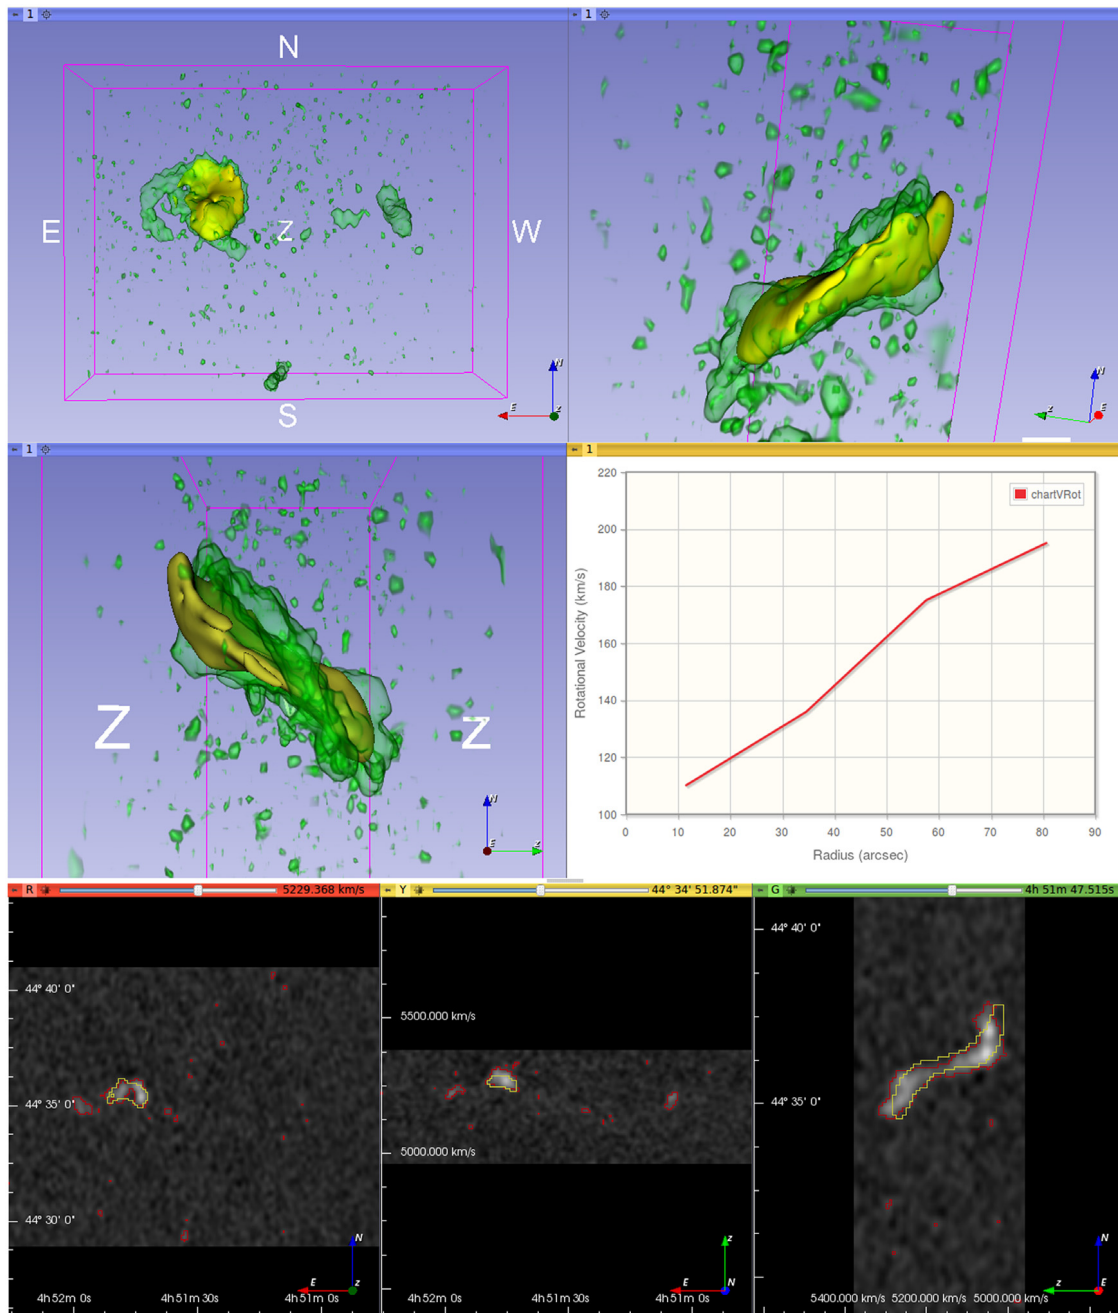 1
1
N
E
Z
W
S
N
E
z
N
z
E
1
1
Z
Z
N
E
z
220
200
180
160
140
120
100
0
10
20
30
40
50
60
70
80
90
Rotational Velocity (km/s)
Radius (arcsec)
chartVRot
R
5229.368 km/s
44° 40' 0"
44° 35' 0"
44° 30' 0"
4h 52m 0s
4h 51m 30s
4h 51m 0s
N
E
z
Y
44° 34' 51.874"
5500.000 km/s
5000.000 km/s
4h 52m 0s
4h 51m 30s
4h 51m 0s
z
E
N
G
4h 51m 47.515s
44° 40' 0"
44° 35' 0"
5400.000 km/s
5200.000 km/s
5000.000 km/s
N
z
E